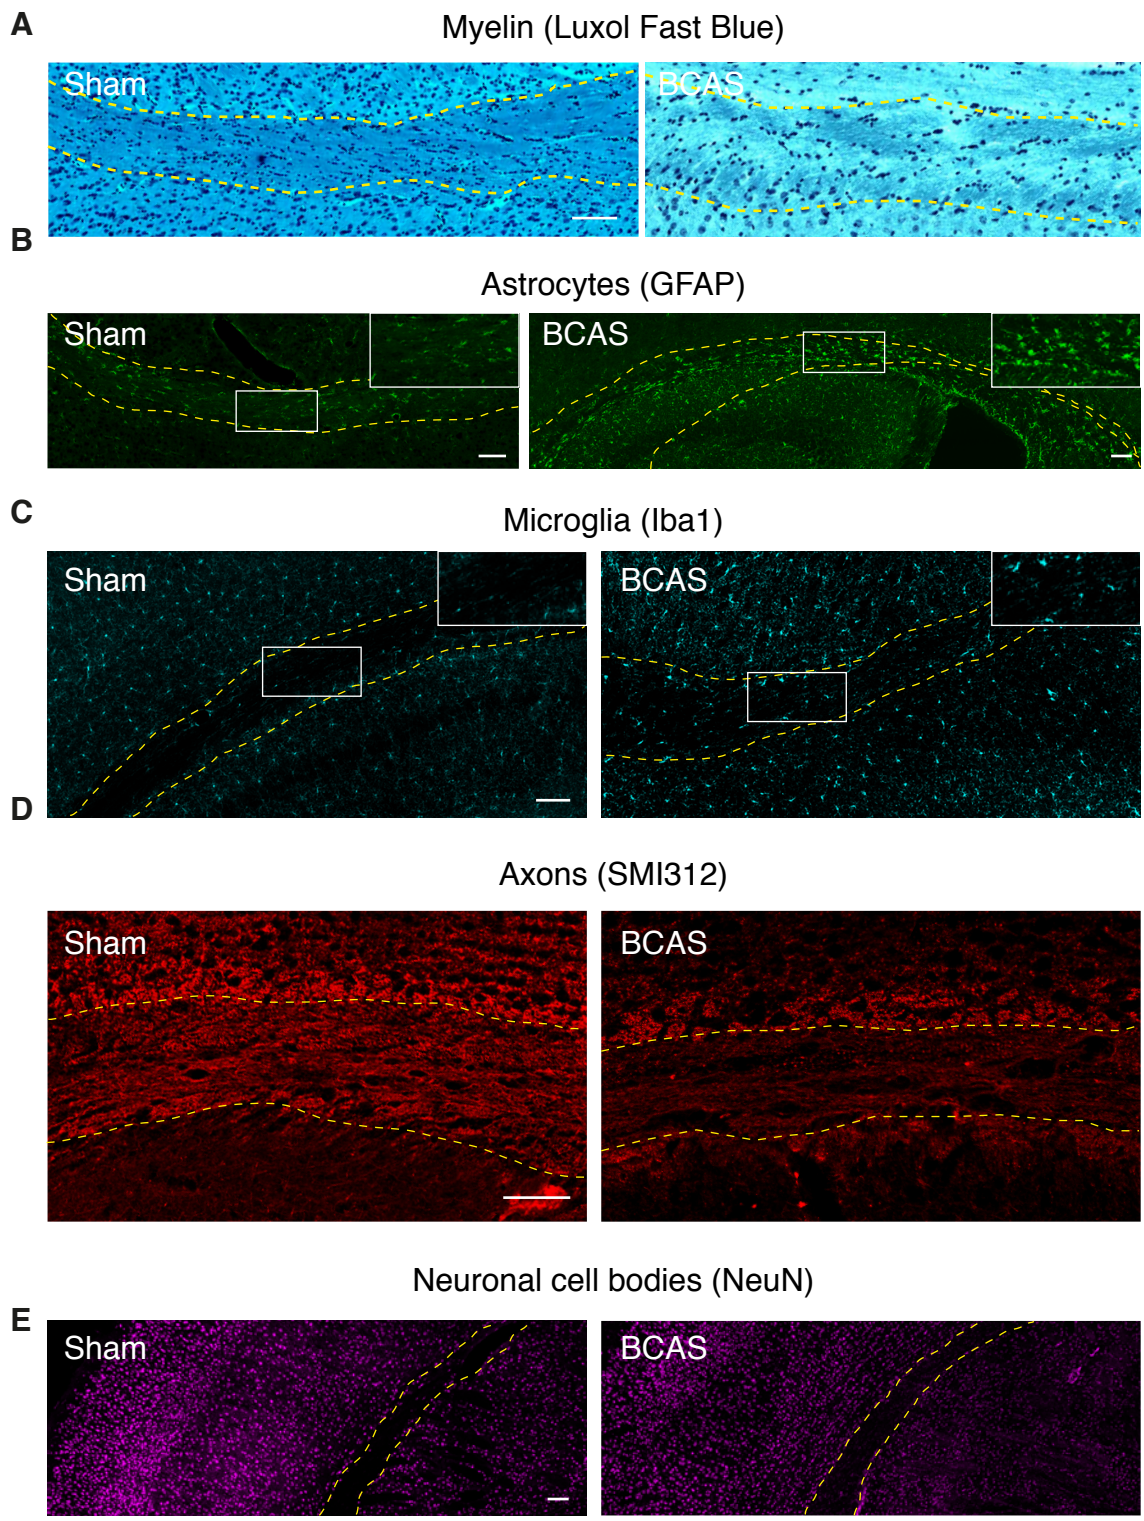 A
Myelin (Luxol Fast Blue)
Sham
BCAS
B
Astrocytes (GFAP)
Sham
BCAS
C
Microglia (Iba1)
Sham
BCAS
D
Axons (SMI312)
Sham
BCAS
Neuronal cell bodies (NeuN)
E
Sham
BCAS